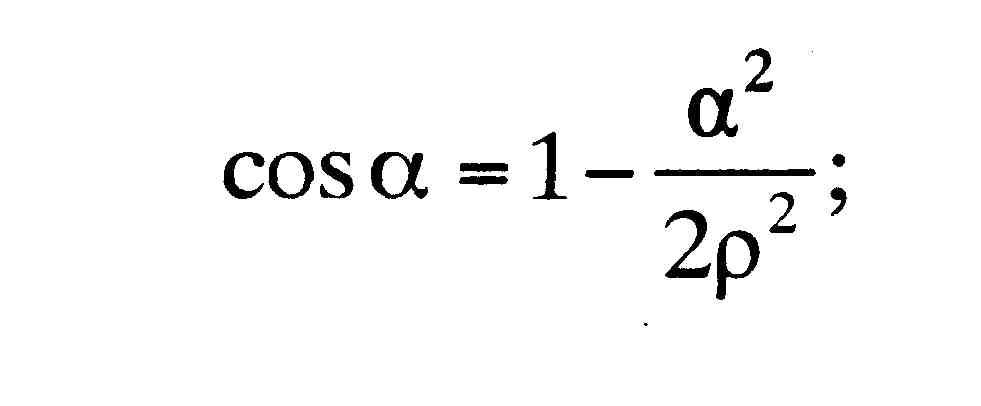 cos α = 1 − α² / 2ρ² ;